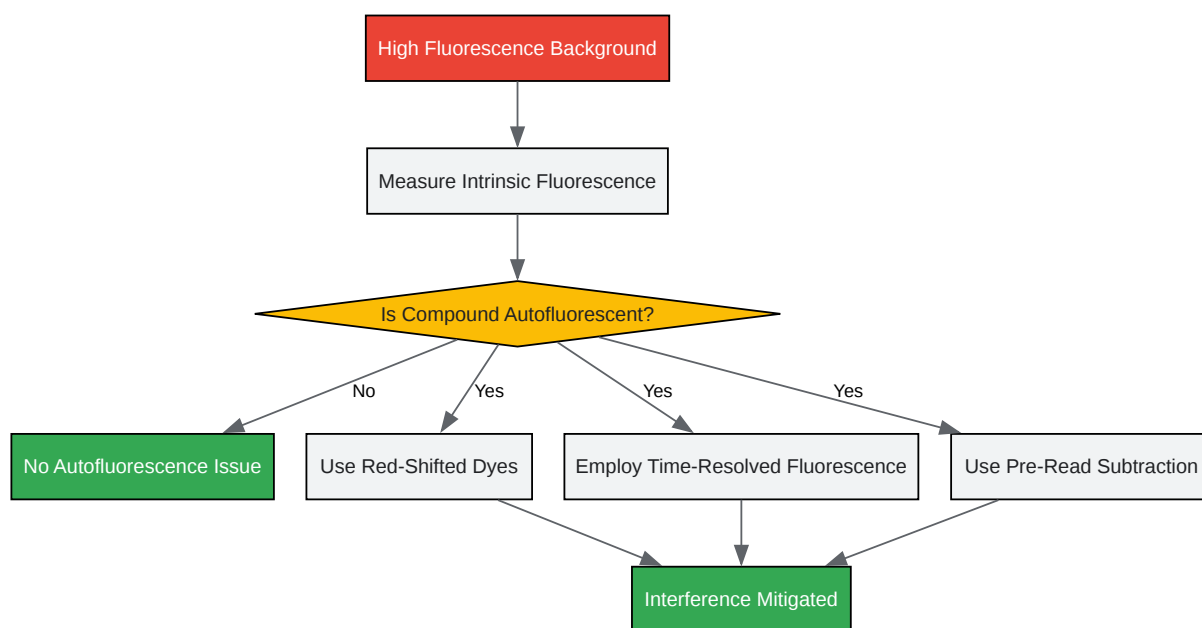 High Fluorescence Background
Measure Intrinsic Fluorescence
Is Compound Autofluorescent?
No
Yes
Yes
Yes
No Autofluorescence Issue
Use Red-Shifted Dyes
Employ Time-Resolved Fluorescence
Use Pre-Read Subtraction
Interference Mitigated